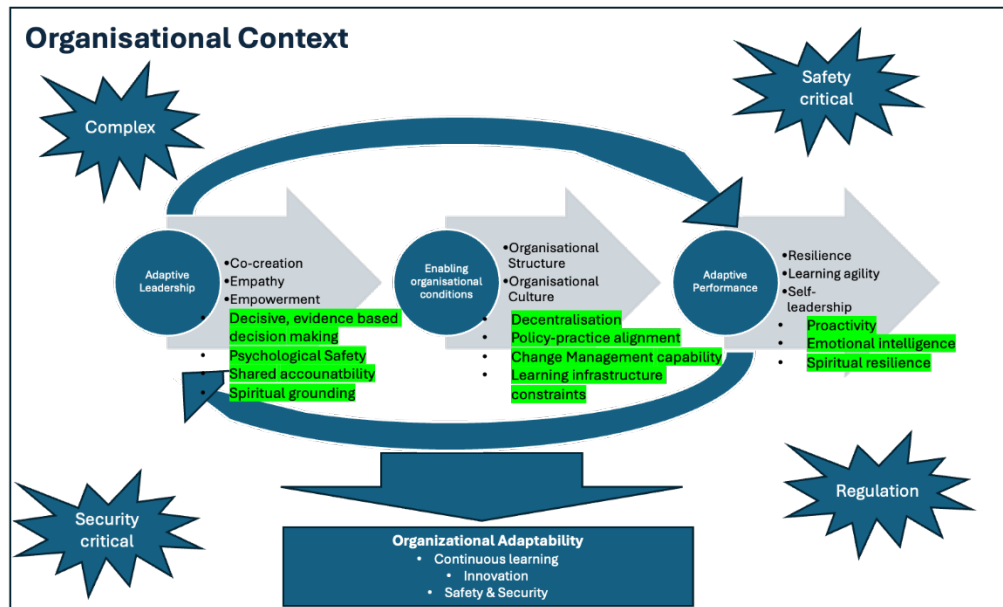 Organisational Context
Complex
Safety
critical
Adaptive
Leadership
•Co-creation
•Empathy
•Empowerment
• Decisive, evidence based
decision making
• Psychological Safety
• Shared accountbility
• Spiritual grounding
Enabling
organisational
conditions
•Organisational
Structure
•Organisational
Culture
• Decentralisation
• Policy-practice alignment
• Change Management capability
• Learning infrastructure
constraints
Adaptive
Performance
•Resilience
•Learning agility
•Self-
leadership
• Proactivity
• Emotional intelligence
• Spiritual resilience
Security
critical
Regulation
Organizational Adaptability
• Continuous learning
• Innovation
• Safety & Security